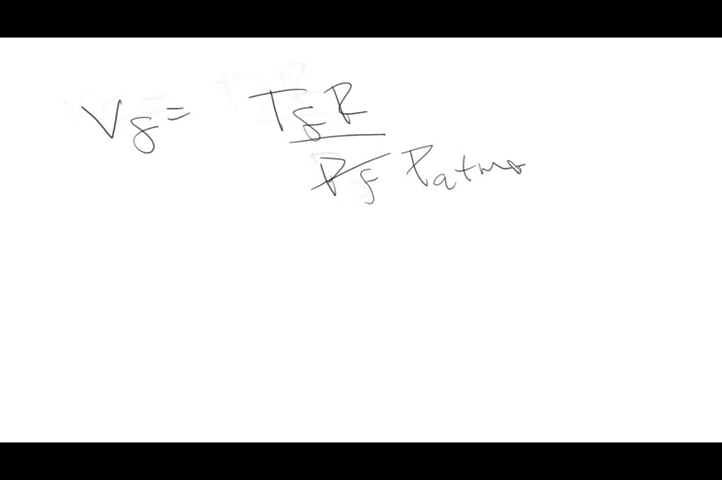 Vf = TfR
Pf Patmo